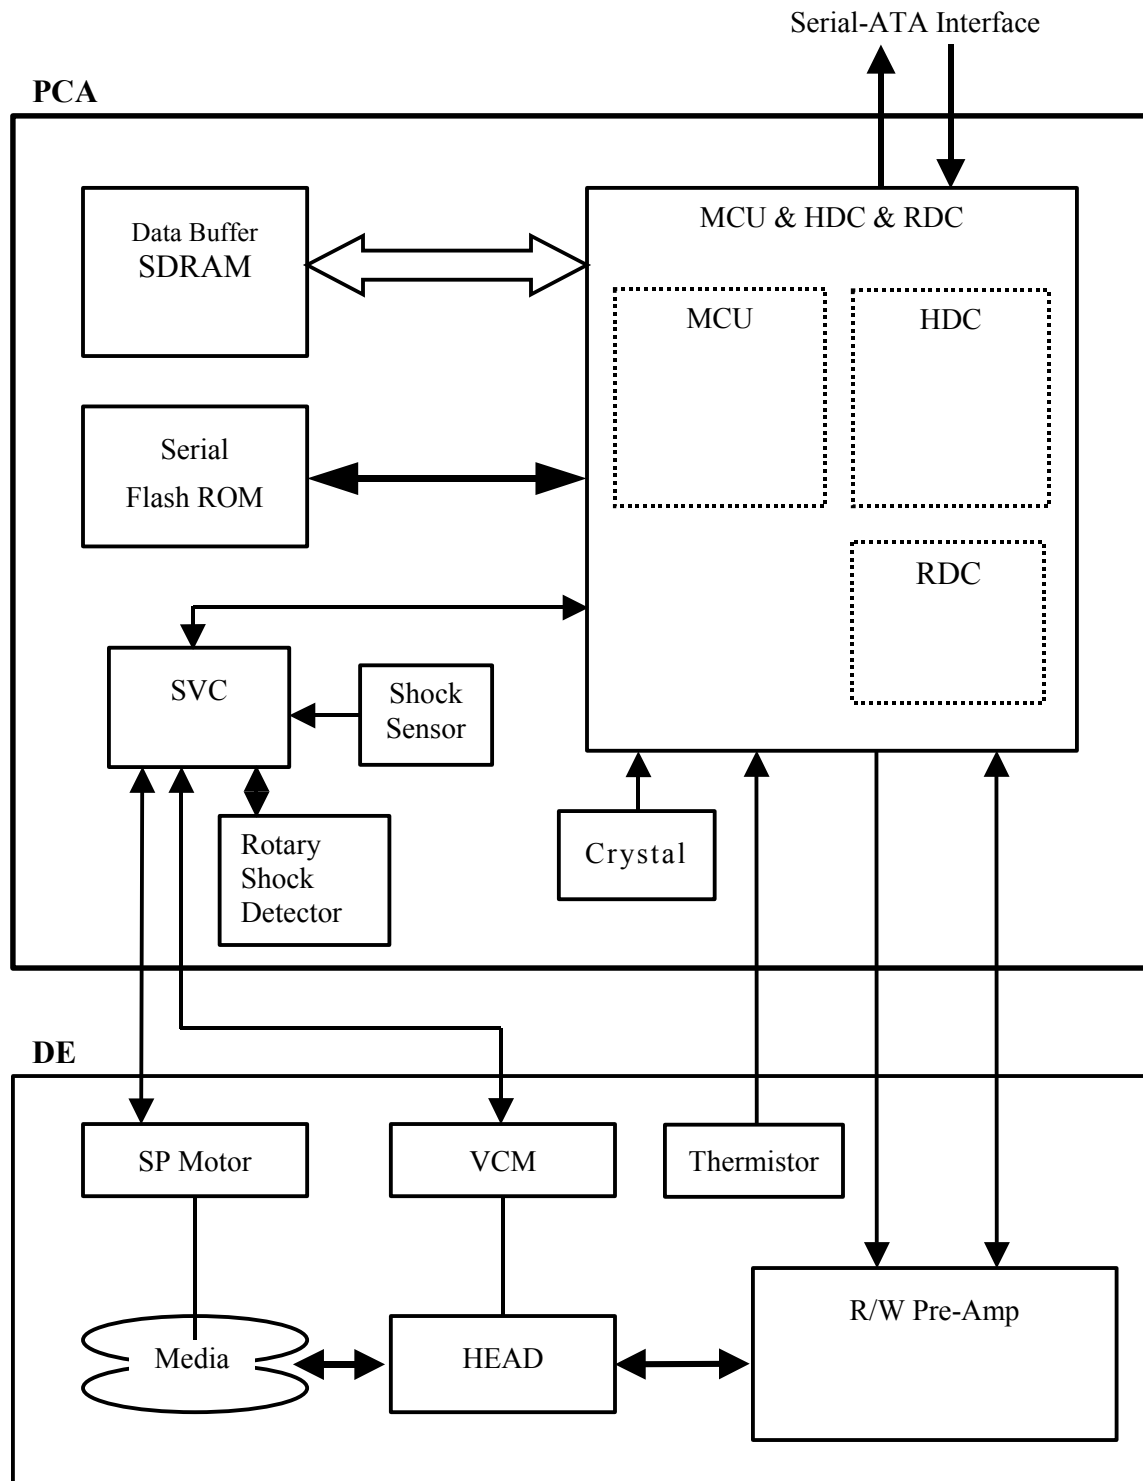 Serial-ATA Interface
PCA
Data Buffer
SDRAM
MCU & HDC & RDC
MCU
HDC
Serial
Flash ROM
RDC
SVC
Shock
Sensor
Rotary
Shock
Detector
Crystal
DE
SP Motor
VCM
Thermistor
R/W Pre-Amp
Media
HEAD